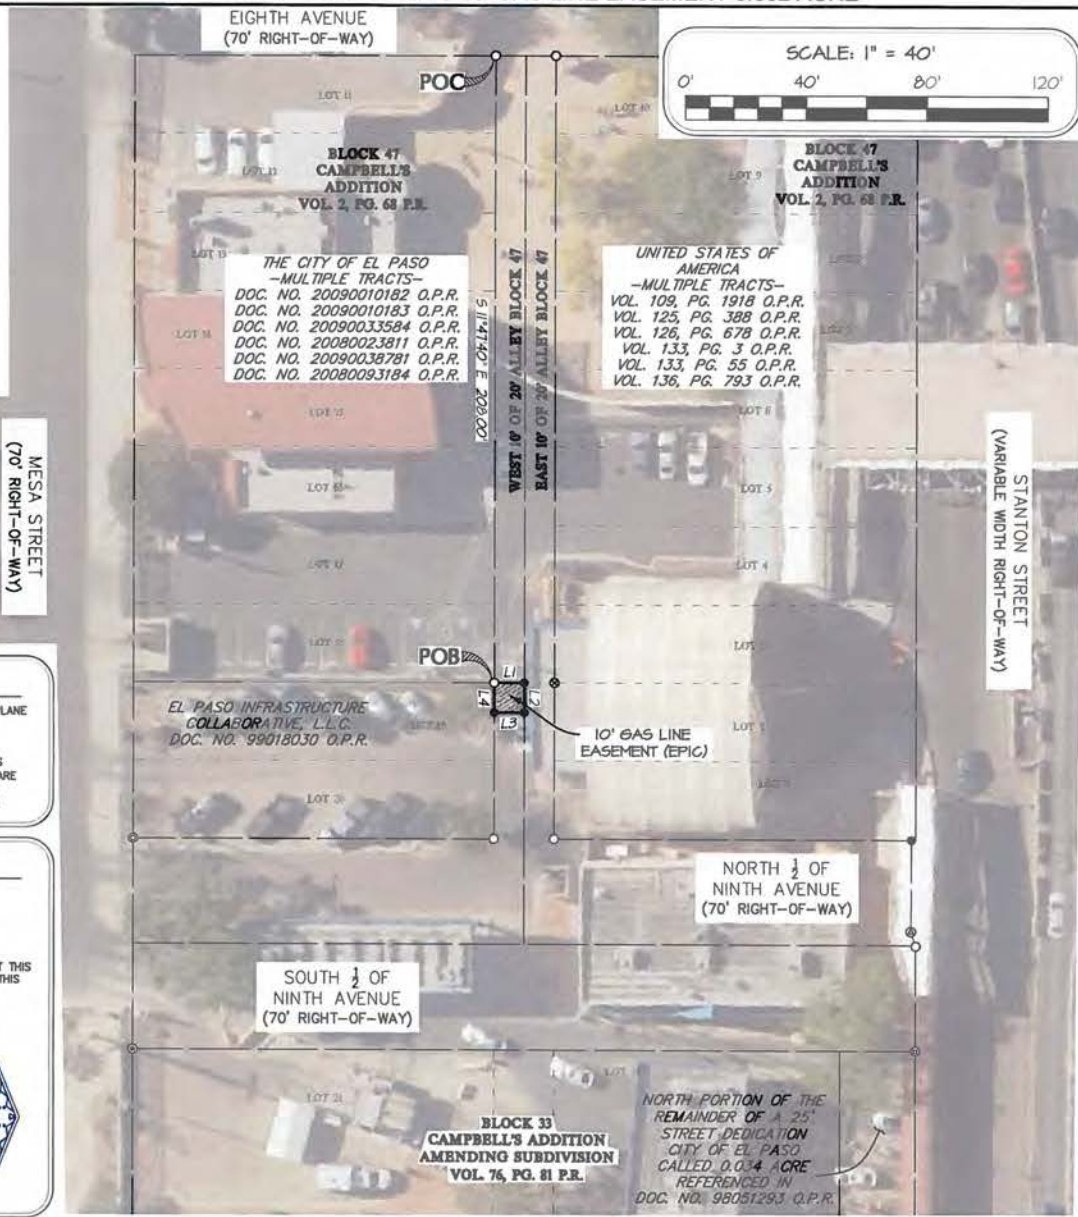 EIGHTH AVENUE
(70' RIGHT-OF-WAY)
SCALE: 1" = 40'
0' 40' 80' 120'
POC
LOT 11
LOT 10
BLOCK 47
CAMPBELL'S
ADDITION
VOL. 2, PG. 68 P.R.
BLOCK 47
CAMPBELL'S
ADDITION
VOL. 2, PG. 68 P.R.
LOT 9
THE CITY OF EL PASO
-MULTIPLE TRACTS-
DOC. NO. 20090010182 O.P.R.
DOC. NO. 20090010183 O.P.R.
DOC. NO. 20090033584 O.P.R.
DOC. NO. 20080023811 O.P.R.
DOC. NO. 20090038781 O.P.R.
DOC. NO. 20080093184 O.P.R.
S 11°47'40" E 208.00'
WEST 10' OF 20' ALLEY BLOCK 47
EAST 10' OF 20' ALLEY BLOCK 47
UNITED STATES OF
AMERICA
-MULTIPLE TRACTS-
VOL. 109, PG. 1918 O.P.R.
VOL. 125, PG. 388 O.P.R.
VOL. 126, PG. 678 O.P.R.
VOL. 133, PG. 3 O.P.R.
VOL. 133, PG. 55 O.P.R.
VOL. 136, PG. 793 O.P.R.
LOT 14
LOT 15
LOT 6
LOT 5
LOT 4
MESA STREET
(70' RIGHT-OF-WAY)
STANTON STREET
(VARIABLE WIDTH RIGHT-OF-WAY)
POB
L1
L2
L3
L4
EL PASO INFRASTRUCTURE
COLLABORATIVE, L.L.C.
DOC. NO. 99018030 O.P.R.
10' GAS LINE
EASEMENT (EPIC)
LOT 20
NORTH ½ OF
NINTH AVENUE
(70' RIGHT-OF-WAY)
SOUTH ½ OF
NINTH AVENUE
(70' RIGHT-OF-WAY)
LOT 21
BLOCK 33
CAMPBELL'S ADDITION
AMENDING SUBDIVISION
VOL. 76, PG. 81 P.R.
NORTH PORTION OF THE
REMAINDER OF A 25'
STREET DEDICATION
CITY OF EL PASO
CALLED 0.034 ACRE
REFERENCED IN
DOC. NO. 98051293 O.P.R.